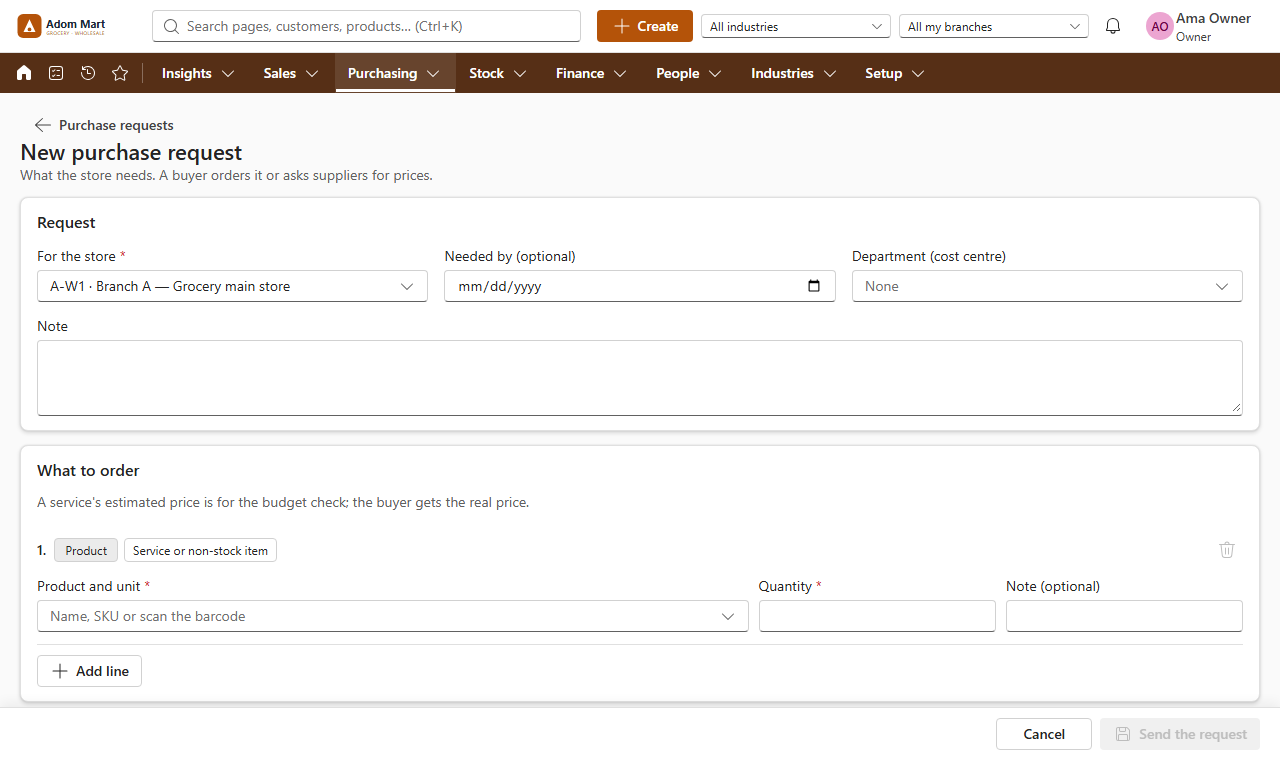 Adom Mart
GROCERY · WHOLESALE
Search pages, customers, products... (Ctrl+K)
Create
All industries
All my branches
AO
Ama Owner
Owner
Insights
Sales
Purchasing
Stock
Finance
People
Industries
Setup
Purchase requests
New purchase request
What the store needs. A buyer orders it or asks suppliers for prices.
Request
For the store *
Needed by (optional)
Department (cost centre)
A-W1 · Branch A — Grocery main store
mm/dd/yyyy
None
Note
What to order
A service's estimated price is for the budget check; the buyer gets the real price.
1.
Product
Service or non-stock item
Product and unit *
Quantity *
Note (optional)
Name, SKU or scan the barcode
Add line
Cancel
Send the request